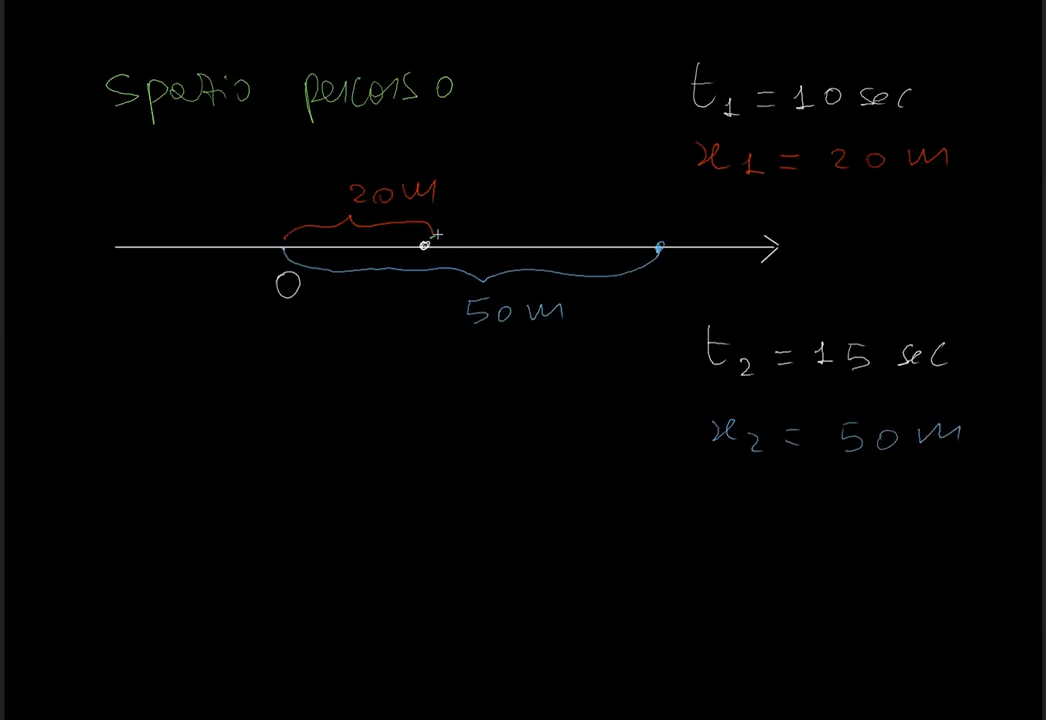 Spazio percorso
t₁ = 10 sec
x₁ = 20 m
20 m
O
50 m
t₂ = 15 sec
x₂ = 50 m